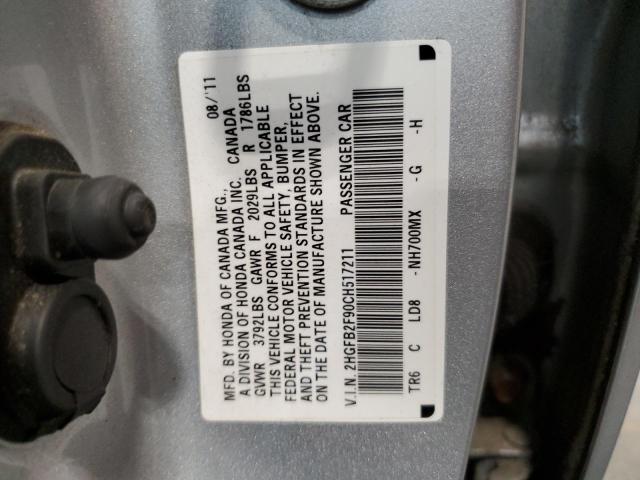 MFD. BY HONDA OF CANADA MFG., 08/'11
A DIVISION OF HONDA CANADA INC. CANADA
GVWR 3792LBS GAWR F 2029LBS R 1786LBS
THIS VEHICLE CONFORMS TO ALL APPLICABLE
FEDERAL MOTOR VEHICLE SAFETY, BUMPER,
AND THEFT PREVENTION STANDARDS IN EFFECT
ON THE DATE OF MANUFACTURE SHOWN ABOVE.
V.I.N. 2HGFB2F90CH517211 PASSENGER CAR
TR6 C LD8 -NH700MX -G -H